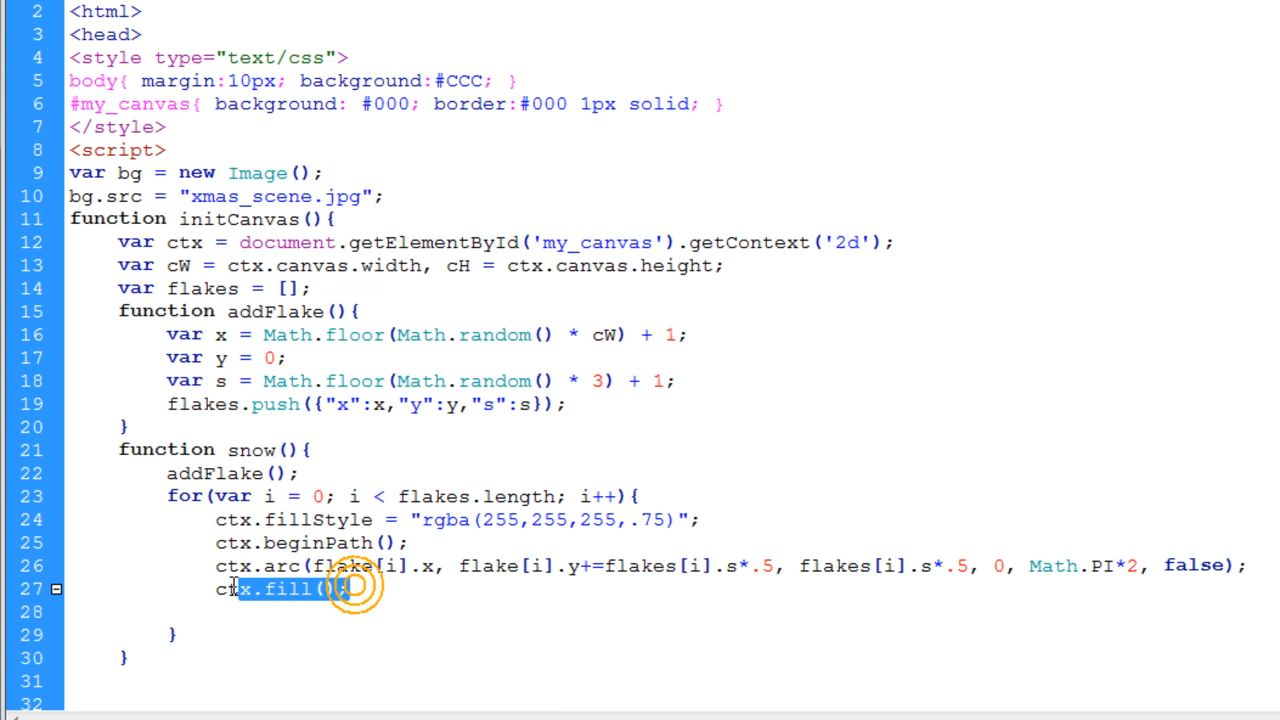 2 <html>
3 <head>
4 <style type="text/css">
5 body{ margin:10px; background:#CCC; }
6 #my_canvas{ background: #000; border:#000 1px solid; }
7 </style>
8 <script>
9 var bg = new Image();
10 bg.src = "xmas_scene.jpg";
11 function initCanvas(){
12 var ctx = document.getElementById('my_canvas').getContext('2d');
13 var cW = ctx.canvas.width, cH = ctx.canvas.height;
14 var flakes = [];
15 function addFlake(){
16 var x = Math.floor(Math.random() * cW) + 1;
17 var y = 0;
18 var s = Math.floor(Math.random() * 3) + 1;
19 flakes.push({"x":x,"y":y,"s":s});
20 }
21 function snow(){
22 addFlake();
23 for(var i = 0; i < flakes.length; i++){
24 ctx.fillStyle = "rgba(255,255,255,.75)";
25 ctx.beginPath();
26 ctx.arc(flake[i].x, flake[i].y+=flakes[i].s*.5, flakes[i].s*.5, 0, Math.PI*2, false);
27 ctx.fill();
28
29 }
30 }
31
32